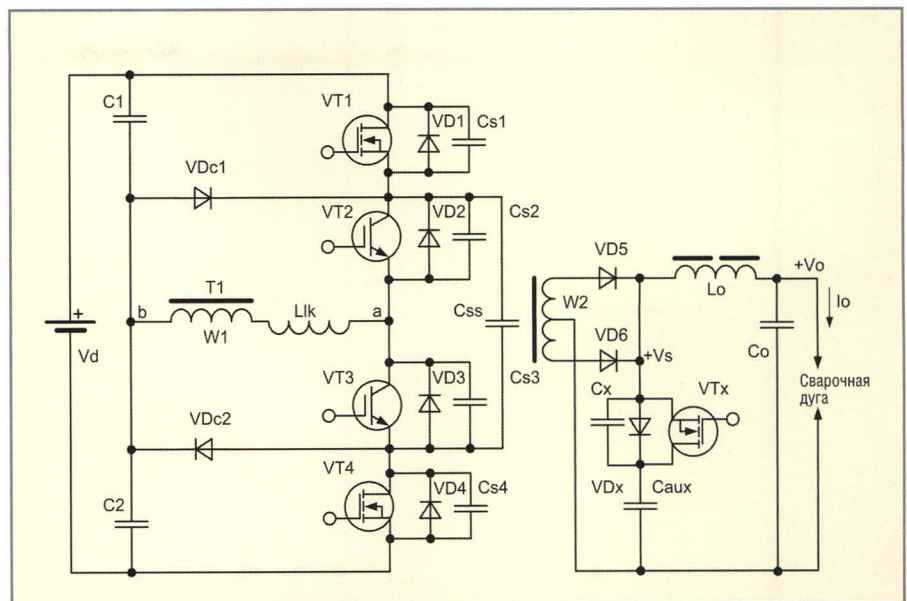 C1
VT1
VD1
Cs1
VDc1
VT2
VD2
Cs2
T1
b
W1
Llk
a
Css
+
Vd
VT3
VD3
Cs3
VDc2
VT4
VD4
Cs4
C2
W2
VD5
VD6
+Vs
Lo
+Vo
Io
Co
Cx
VTx
VDx
Caux
Сварочная
дуга